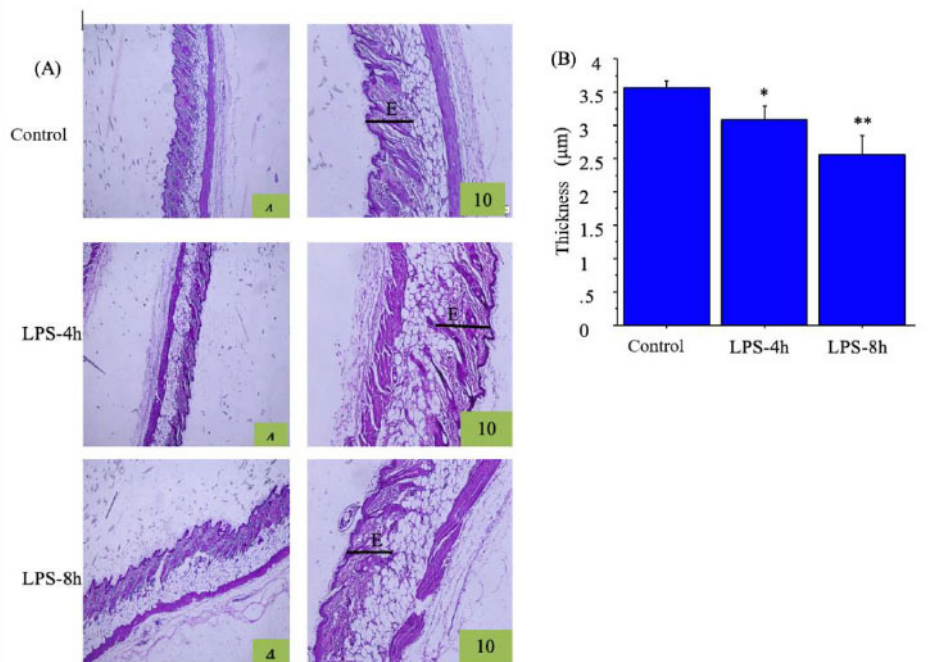 (A)
Control
E
4
10
LPS-4h
E
4
10
LPS-8h
E
4
10
(B)
Thickness (μm)
4
3.5
3
2.5
2
1.5
1
.5
0
*
**
Control
LPS-4h
LPS-8h